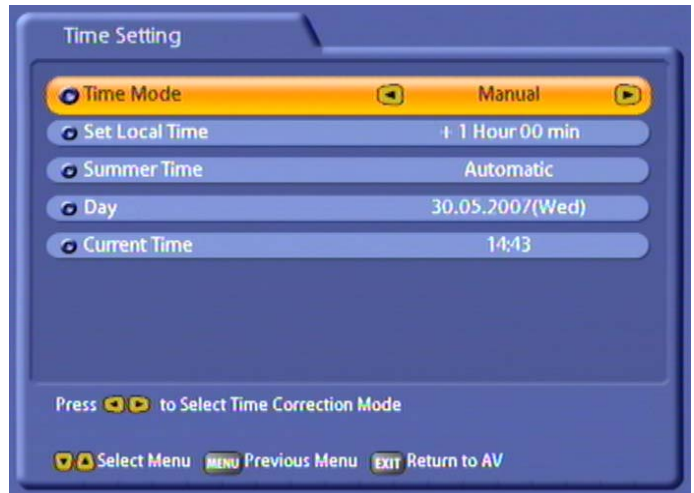 Time Setting
Time Mode Manual
Set Local Time + 1 Hour 00 min
Summer Time Automatic
Day 30.05.2007(Wed)
Current Time 14:43
Press to Select Time Correction Mode
Select Menu MENU Previous Menu EXIT Return to AV